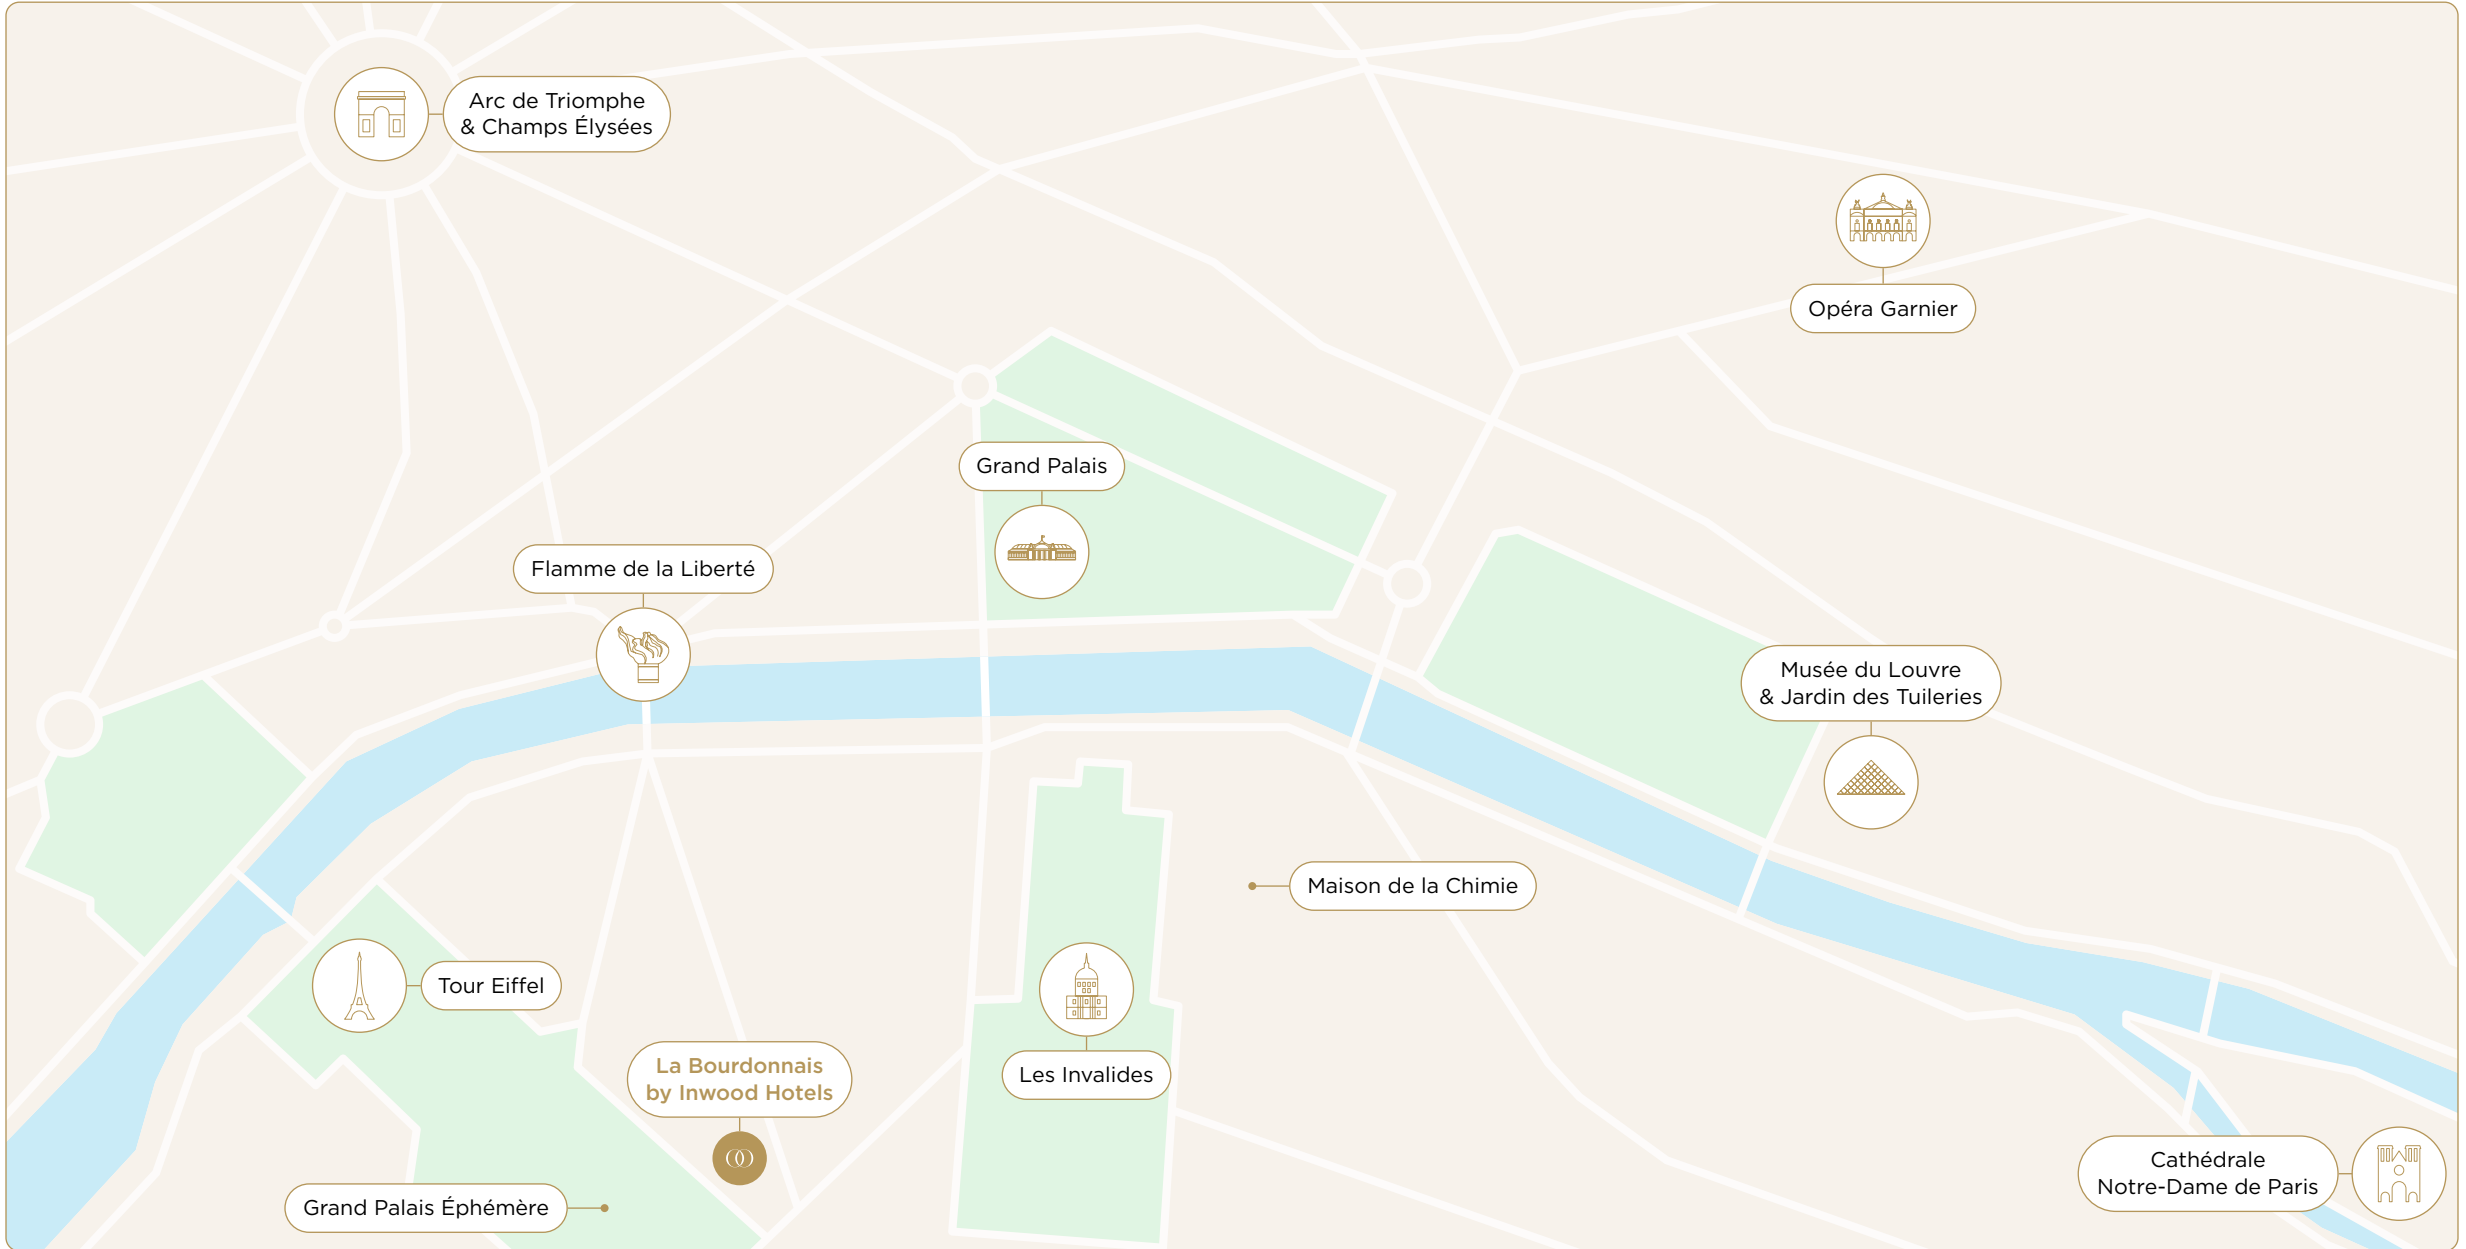 Arc de Triomphe
& Champs Élysées
Opéra Garnier
Grand Palais
Flamme de la Liberté
Musée du Louvre
& Jardin des Tuileries
Maison de la Chimie
Tour Eiffel
La Bourdonnais
by Inwood Hotels
Les Invalides
Cathédrale
Notre-Dame de Paris
Grand Palais Éphémère